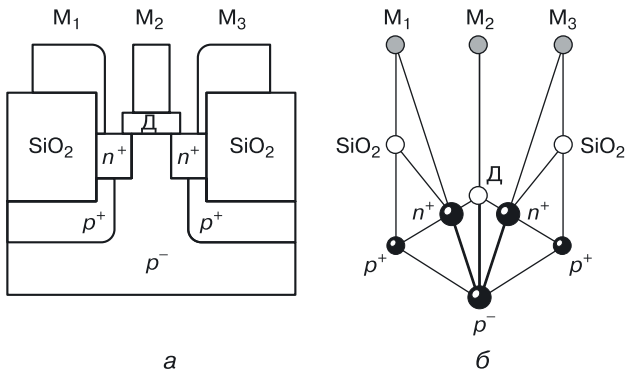 M₁ M₂ M₃
Д
SiO₂ n⁺ n⁺ SiO₂
p⁺ p⁺
p⁻
а
M₁ M₂ M₃
SiO₂ SiO₂
Д
n⁺ n⁺
p⁺ p⁺
p⁻
б